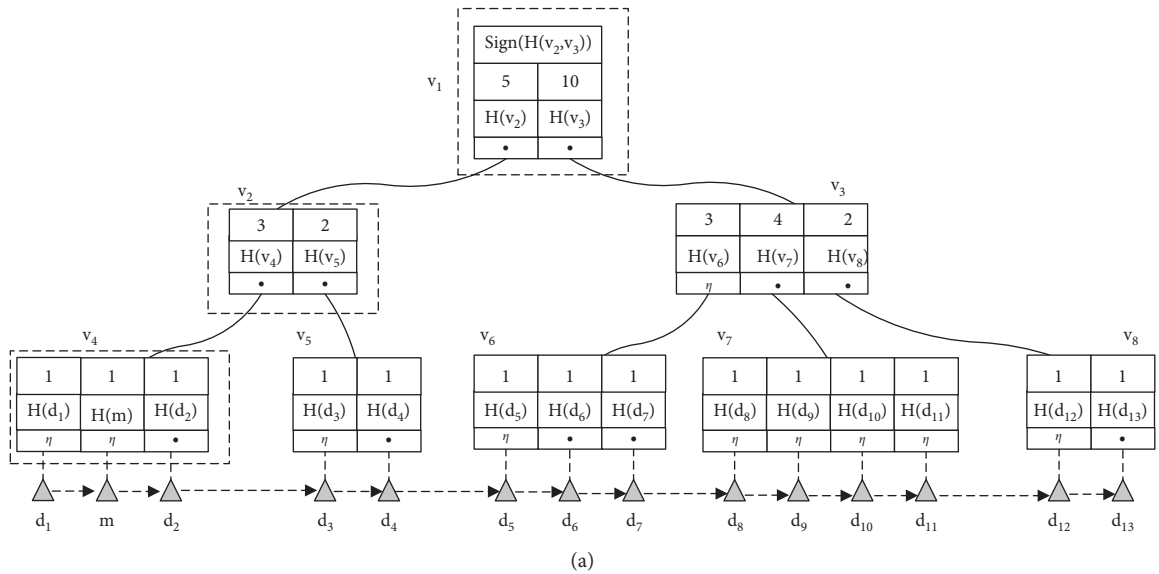 Sign(H(v₂,v₃))
v₁
5 10
H(v₂) H(v₃)
• •
v₂ v₃
3 2 3 4 2
H(v₄) H(v₅) H(v₆) H(v₇) H(v₈)
• • η • •
v₄ v₅ v₆ v₇ v₈
1 1 1 1 1 1 1 1 1 1 1 1 1 1
H(d₁) H(m) H(d₂) H(d₃) H(d₄) H(d₅) H(d₆) H(d₇) H(d₈) H(d₉) H(d₁₀) H(d₁₁) H(d₁₂) H(d₁₃)
η η • η • η • • η η η η η •
d₁ m d₂ d₃ d₄ d₅ d₆ d₇ d₈ d₉ d₁₀ d₁₁ d₁₂ d₁₃
(a)